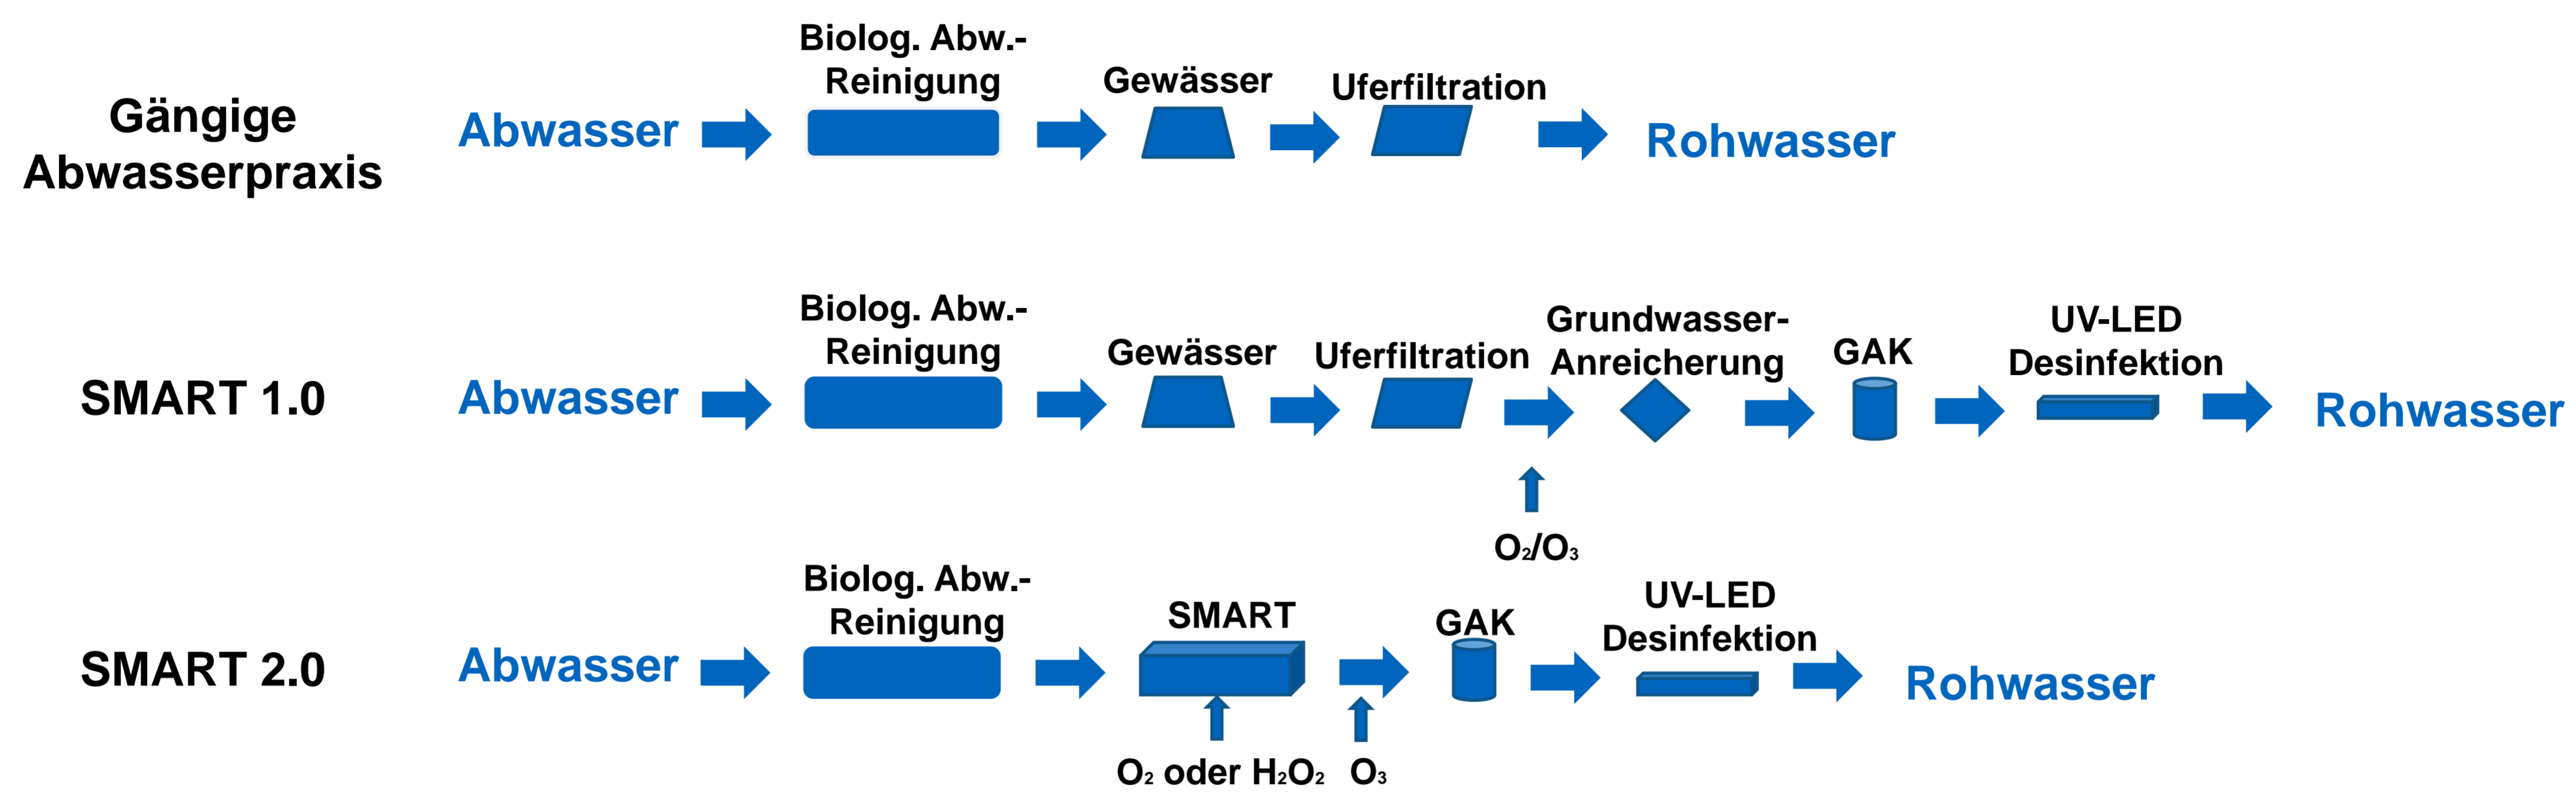 Gängige
Abwasserpraxis
Abwasser
Biolog. Abw.-
Reinigung
Gewässer
Uferfiltration
Rohwasser
SMART 1.0
Abwasser
Biolog. Abw.-
Reinigung
Gewässer
Uferfiltration
O₂/O₃
Grundwasser-
Anreicherung
GAK
UV-LED
Desinfektion
Rohwasser
SMART 2.0
Abwasser
Biolog. Abw.-
Reinigung
SMART
O₂ oder H₂O₂
O₃
GAK
UV-LED
Desinfektion
Rohwasser